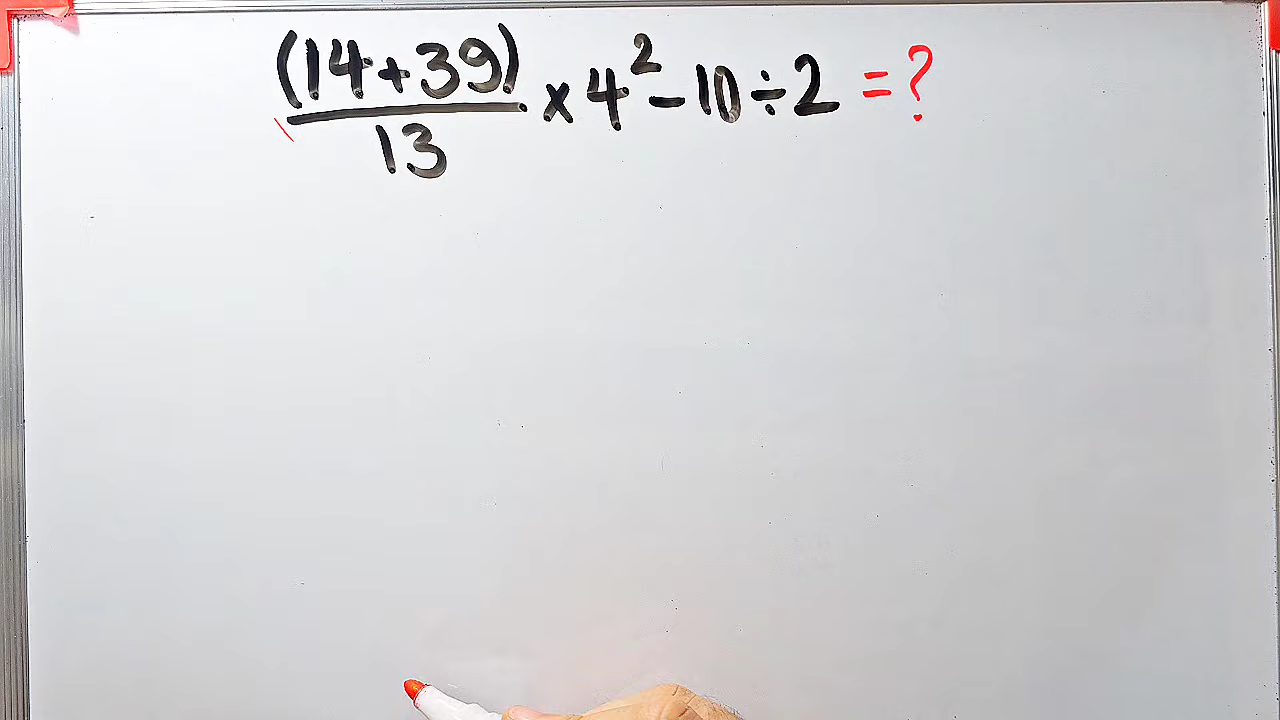 (14+39)/13 × 4² - 10 ÷ 2 = ?